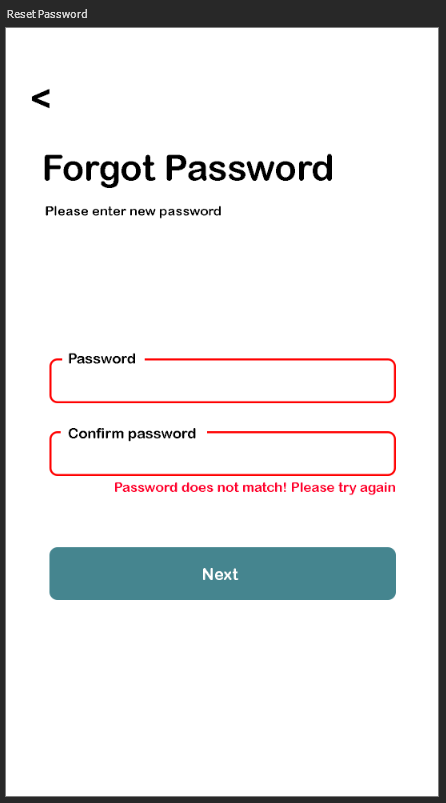 Reset Password
<
Forgot Password
Please enter new password
Password
Confirm password
Password does not match! Please try again
Next